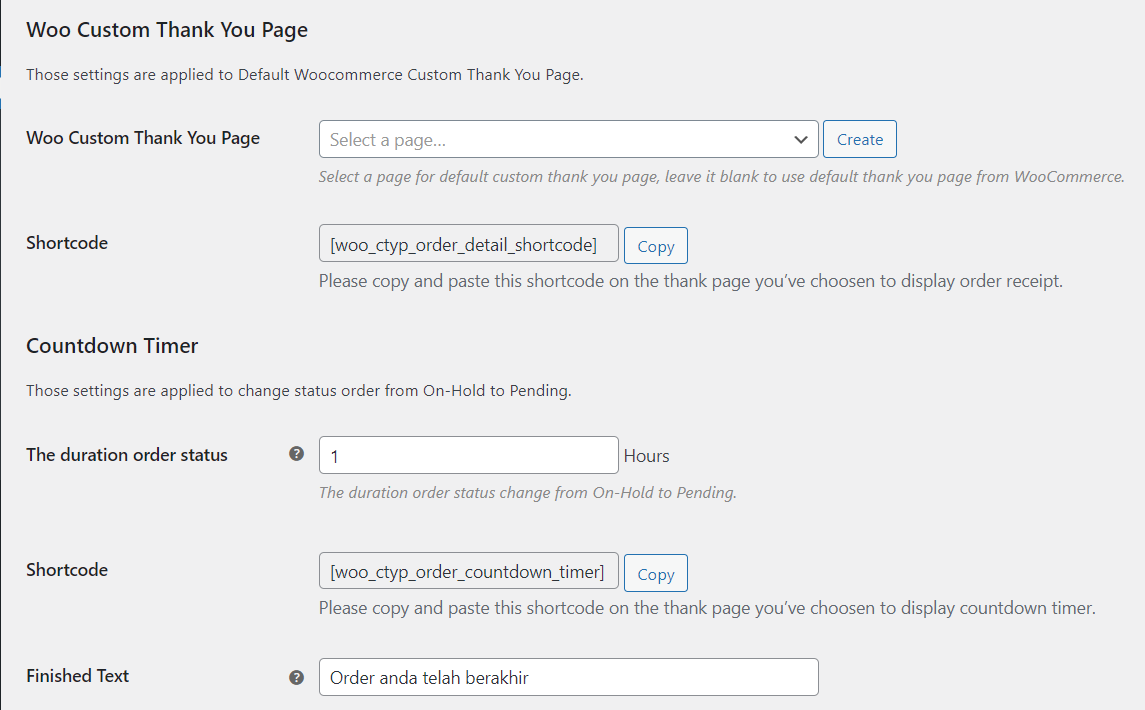 Woo Custom Thank You Page
Those settings are applied to Default Woocommerce Custom Thank You Page.
Woo Custom Thank You Page
Select a page...
Create
Select a page for default custom thank you page, leave it blank to use default thank you page from WooCommerce.
Shortcode
[woo_ctyp_order_detail_shortcode]
Copy
Please copy and paste this shortcode on the thank page you’ve choosen to display order receipt.
Countdown Timer
Those settings are applied to change status order from On-Hold to Pending.
The duration order status
?
1
Hours
The duration order status change from On-Hold to Pending.
Shortcode
[woo_ctyp_order_countdown_timer]
Copy
Please copy and paste this shortcode on the thank page you’ve choosen to display countdown timer.
Finished Text
?
Order anda telah berakhir